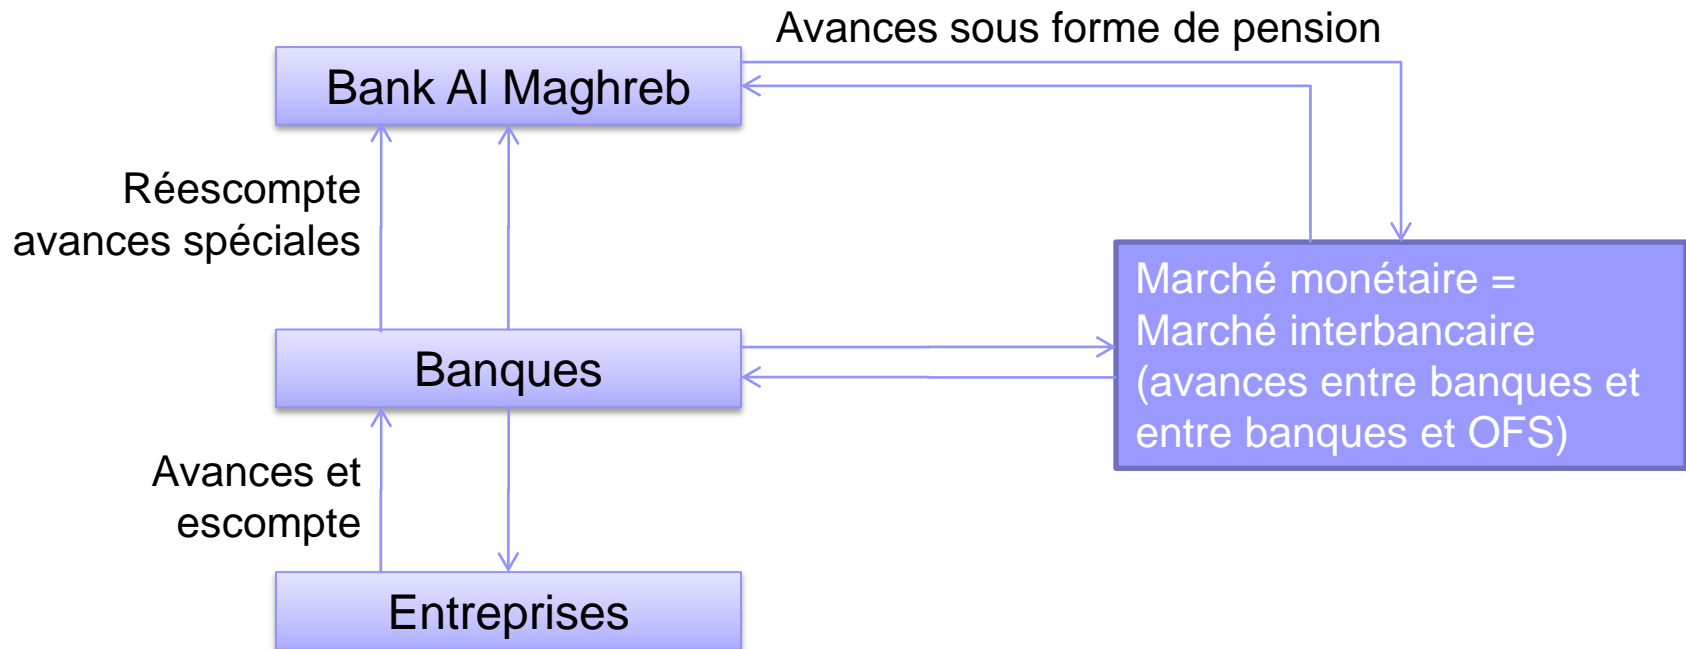 Avances sous forme de pension
Bank Al Maghreb
Réescompte
avances spéciales
Marché monétaire =
Marché interbancaire
(avances entre banques et
entre banques et OFS)
Banques
Avances et
escompte
Entreprises